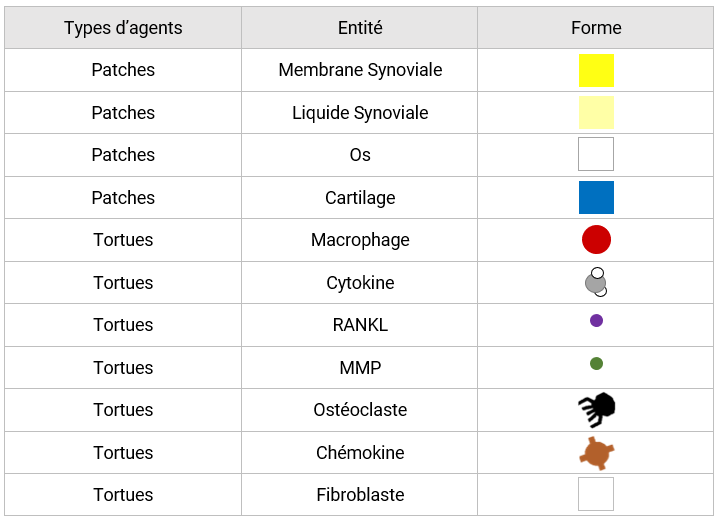 Types d’agents Entité Forme
Patches Membrane Synoviale
Patches Liquide Synoviale
Patches Os
Patches Cartilage
Tortues Macrophage
Tortues Cytokine
Tortues RANKL
Tortues MMP
Tortues Ostéoclaste
Tortues Chémokine
Tortues Fibroblaste